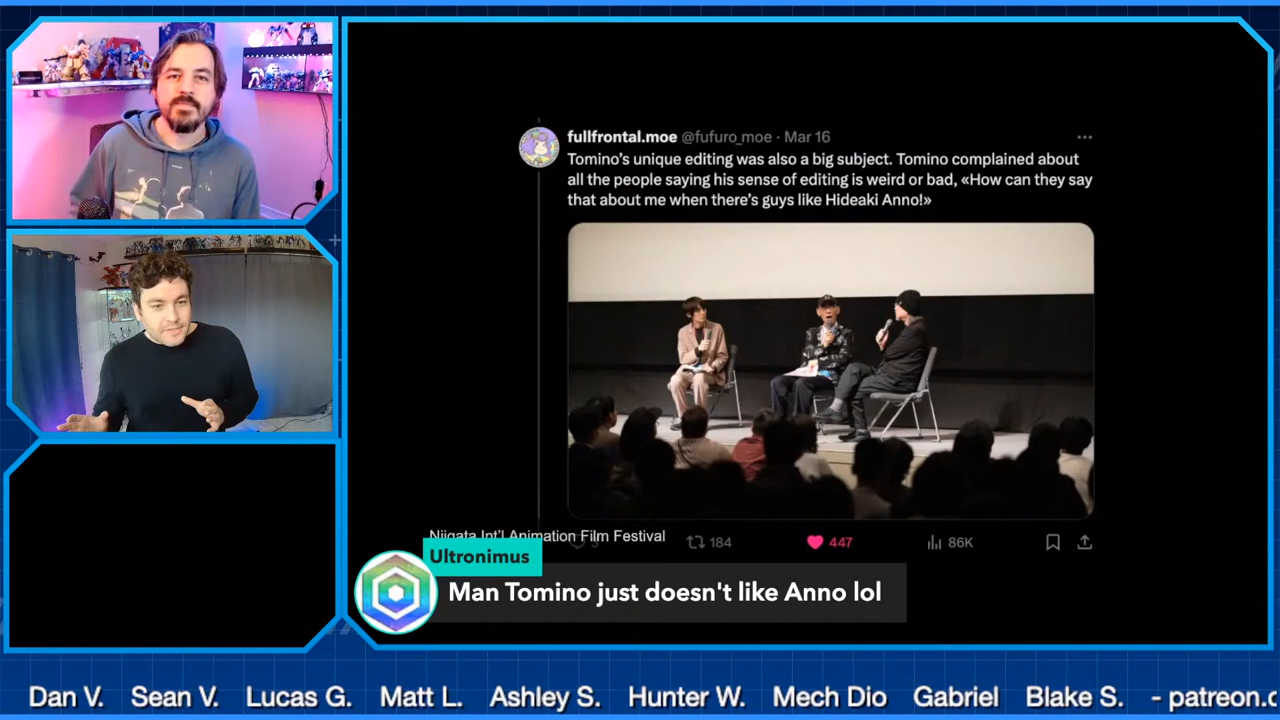 fullfrontal.moe @fufuro_moe · Mar 16
Tomino's unique editing was also a big subject. Tomino complained about
all the people saying his sense of editing is weird or bad, «How can they say
that about me when there's guys like Hideaki Anno!»
Niigata Int'l Animation Film Festival
184
447
86K
Ultronimus
Man Tomino just doesn't like Anno lol
Dan V. Sean V. Lucas G. Matt L. Ashley S. Hunter W. Mech Dio Gabriel Blake S. - patreon.c